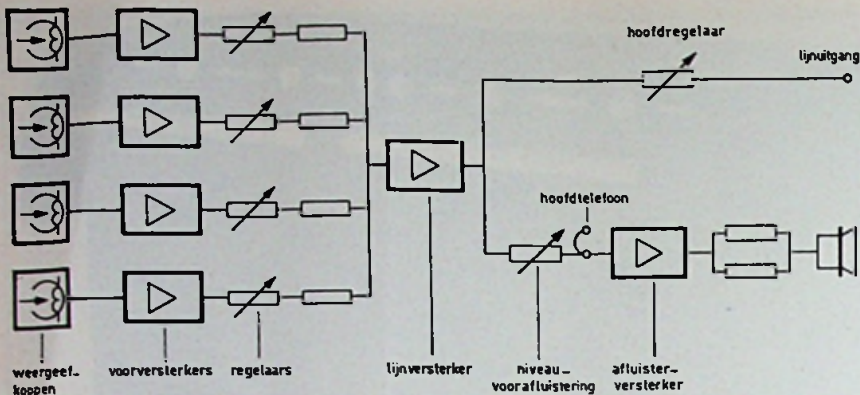 hoofdregelaar
lijnuitgang
hoofdtelefoon
weergeef-
koppen
voorversterkers
regelaars
lijnversterker
niveau-
voorafluistering
afluister-
versterker